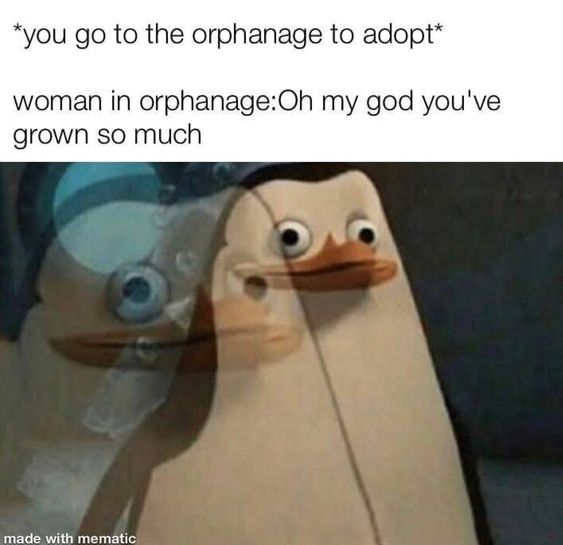 *you go to the orphanage to adopt*
woman in orphanage:Oh my god you've
grown so much
made with mematic